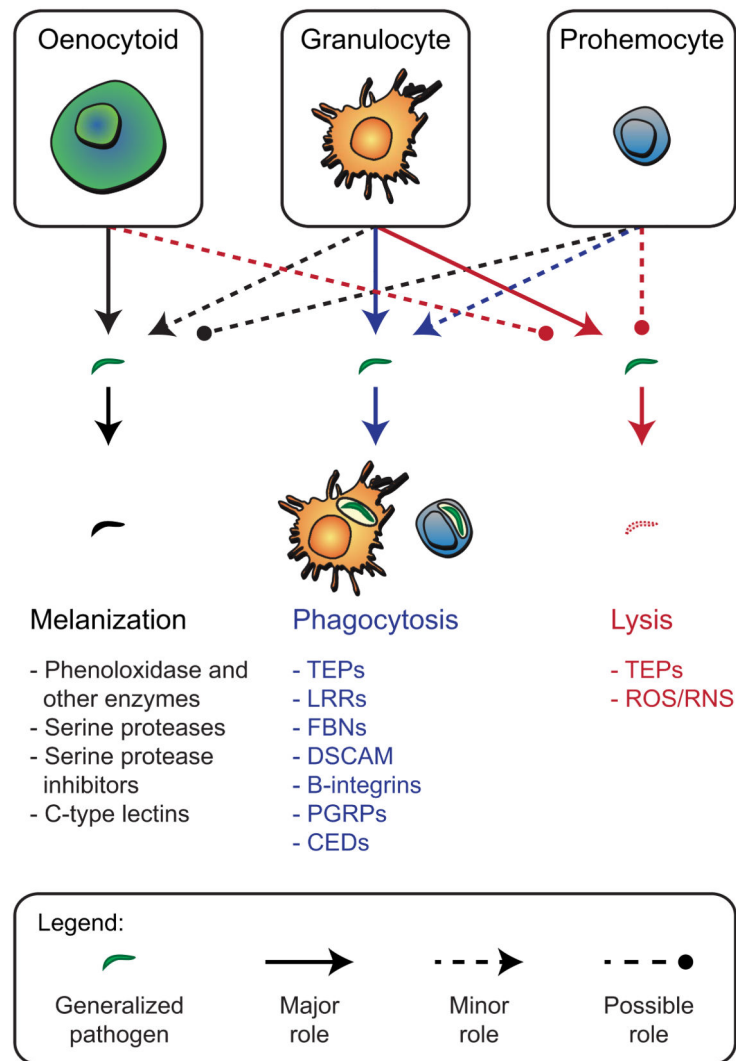 Oenocytoid
Granulocyte
Prohemocyte
Melanization
- Phenoloxidase and
other enzymes
- Serine proteases
- Serine protease
inhibitors
- C-type lectins
Phagocytosis
- TEPs
- LRRs
- FBNs
- DSCAM
- B-integrins
- PGRPs
- CEDs
Lysis
- TEPs
- ROS/RNS
Legend:
Generalized
pathogen
Major
role
Minor
role
Possible
role